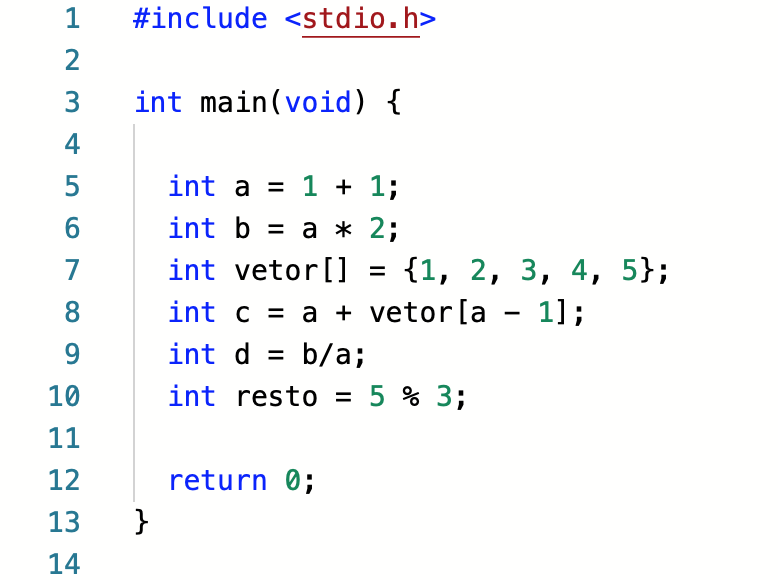 1 #include <stdio.h>
2
3 int main(void) {
4
5 int a = 1 + 1;
6 int b = a * 2;
7 int vetor[] = {1, 2, 3, 4, 5};
8 int c = a + vetor[a - 1];
9 int d = b/a;
10 int resto = 5 % 3;
11
12 return 0;
13 }
14